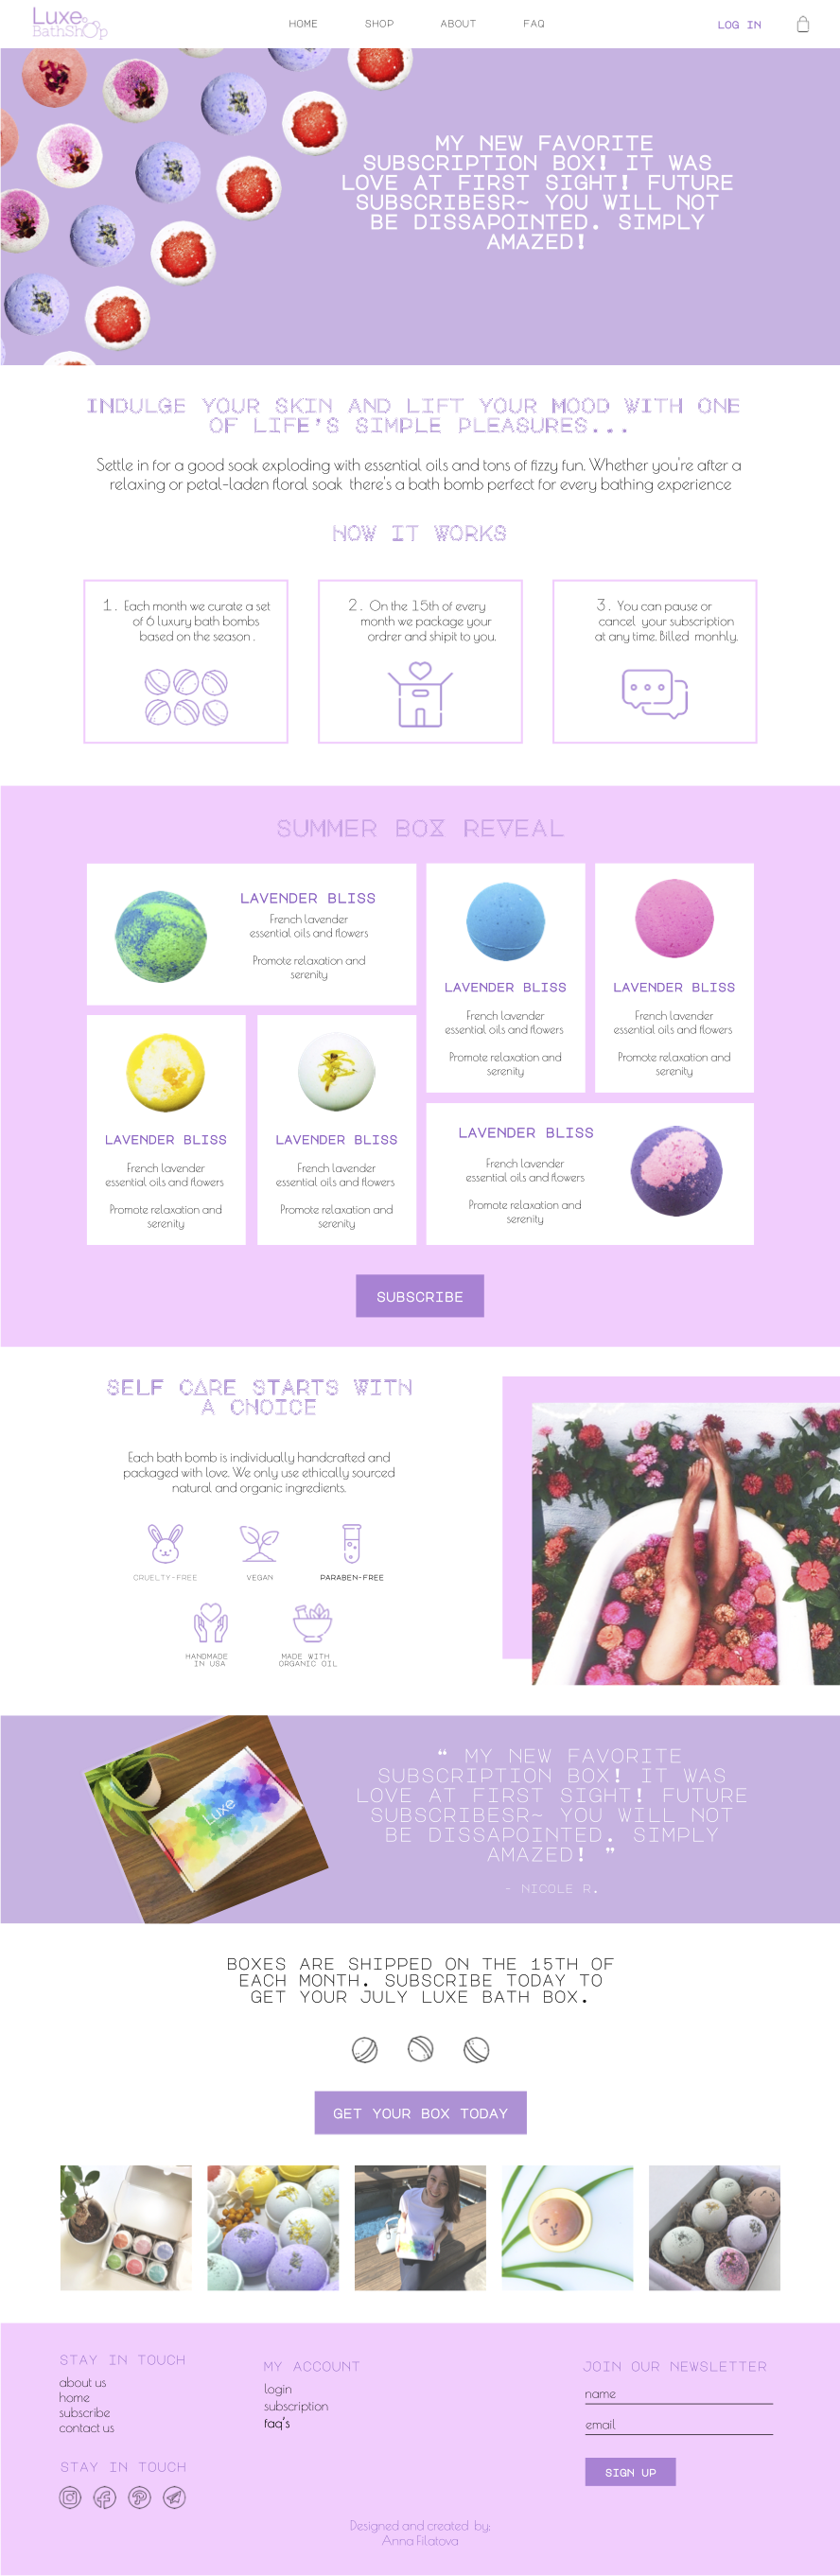 Luxe
BathShOp
HOME SHOP ABOUT FAQ
LOG IN
MY NEW FAVORITE
SUBSCRIPTION BOX! IT WAS
LOVE AT FIRST SIGHT! FUTURE
SUBSCRIBESR~ YOU WILL NOT
BE DISSAPOINTED. SIMPLY
AMAZED!
INDULGE YOUR SKIN AND LIFT YOUR MOOD WITH ONE
OF LIFE'S SIMPLE PLEASURES...
Settle in for a good soak exploding with essential oils and tons of fizzy fun. Whether you're after a
relaxing or petal-laden floral soak there's a bath bomb perfect for every bathing experience
HOW IT WORKS
1. Each month we curate a set
of 6 luxury bath bombs
based on the season .
2. On the 15th of every
month we package your
ordrer and shipit to you.
3. You can pause or
cancel your subscription
at any time. Billed monhly.
SUMMER BOX REVEAL
LAVENDER BLISS
French lavender
essential oils and flowers
Promote relaxation and
serenity
LAVENDER BLISS
French lavender
essential oils and flowers
Promote relaxation and
serenity
LAVENDER BLISS
French lavender
essential oils and flowers
Promote relaxation and
serenity
LAVENDER BLISS
French lavender
essential oils and flowers
Promote relaxation and
serenity
LAVENDER BLISS
French lavender
essential oils and flowers
Promote relaxation and
serenity
LAVENDER BLISS
French lavender
essential oils and flowers
Promote relaxation and
serenity
SUBSCRIBE
SELF CARE STARTS WITH
A CHOICE
Each bath bomb is individually handcrafted and
packaged with love. We only use ethically sourced
natural and organic ingredients.
CRUELTY-FREE
VEGAN
PARABEN-FREE
HANDMADE
IN USA
MADE WITH
ORGANIC OIL
Luxe
“ MY NEW FAVORITE
SUBSCRIPTION BOX! IT WAS
LOVE AT FIRST SIGHT! FUTURE
SUBSCRIBESR~ YOU WILL NOT
BE DISSAPOINTED. SIMPLY
AMAZED! ”
- NICOLE R.
BOXES ARE SHIPPED ON THE 15TH OF
EACH MONTH. SUBSCRIBE TODAY TO
GET YOUR JULY LUXE BATH BOX.
GET YOUR BOX TODAY
STAY IN TOUCH
about us
home
subscribe
contact us
STAY IN TOUCH
MY ACCOUNT
login
subscription
faq's
JOIN OUR NEWSLETTER
name
email
SIGN UP
Designed and created by:
Anna Filatova